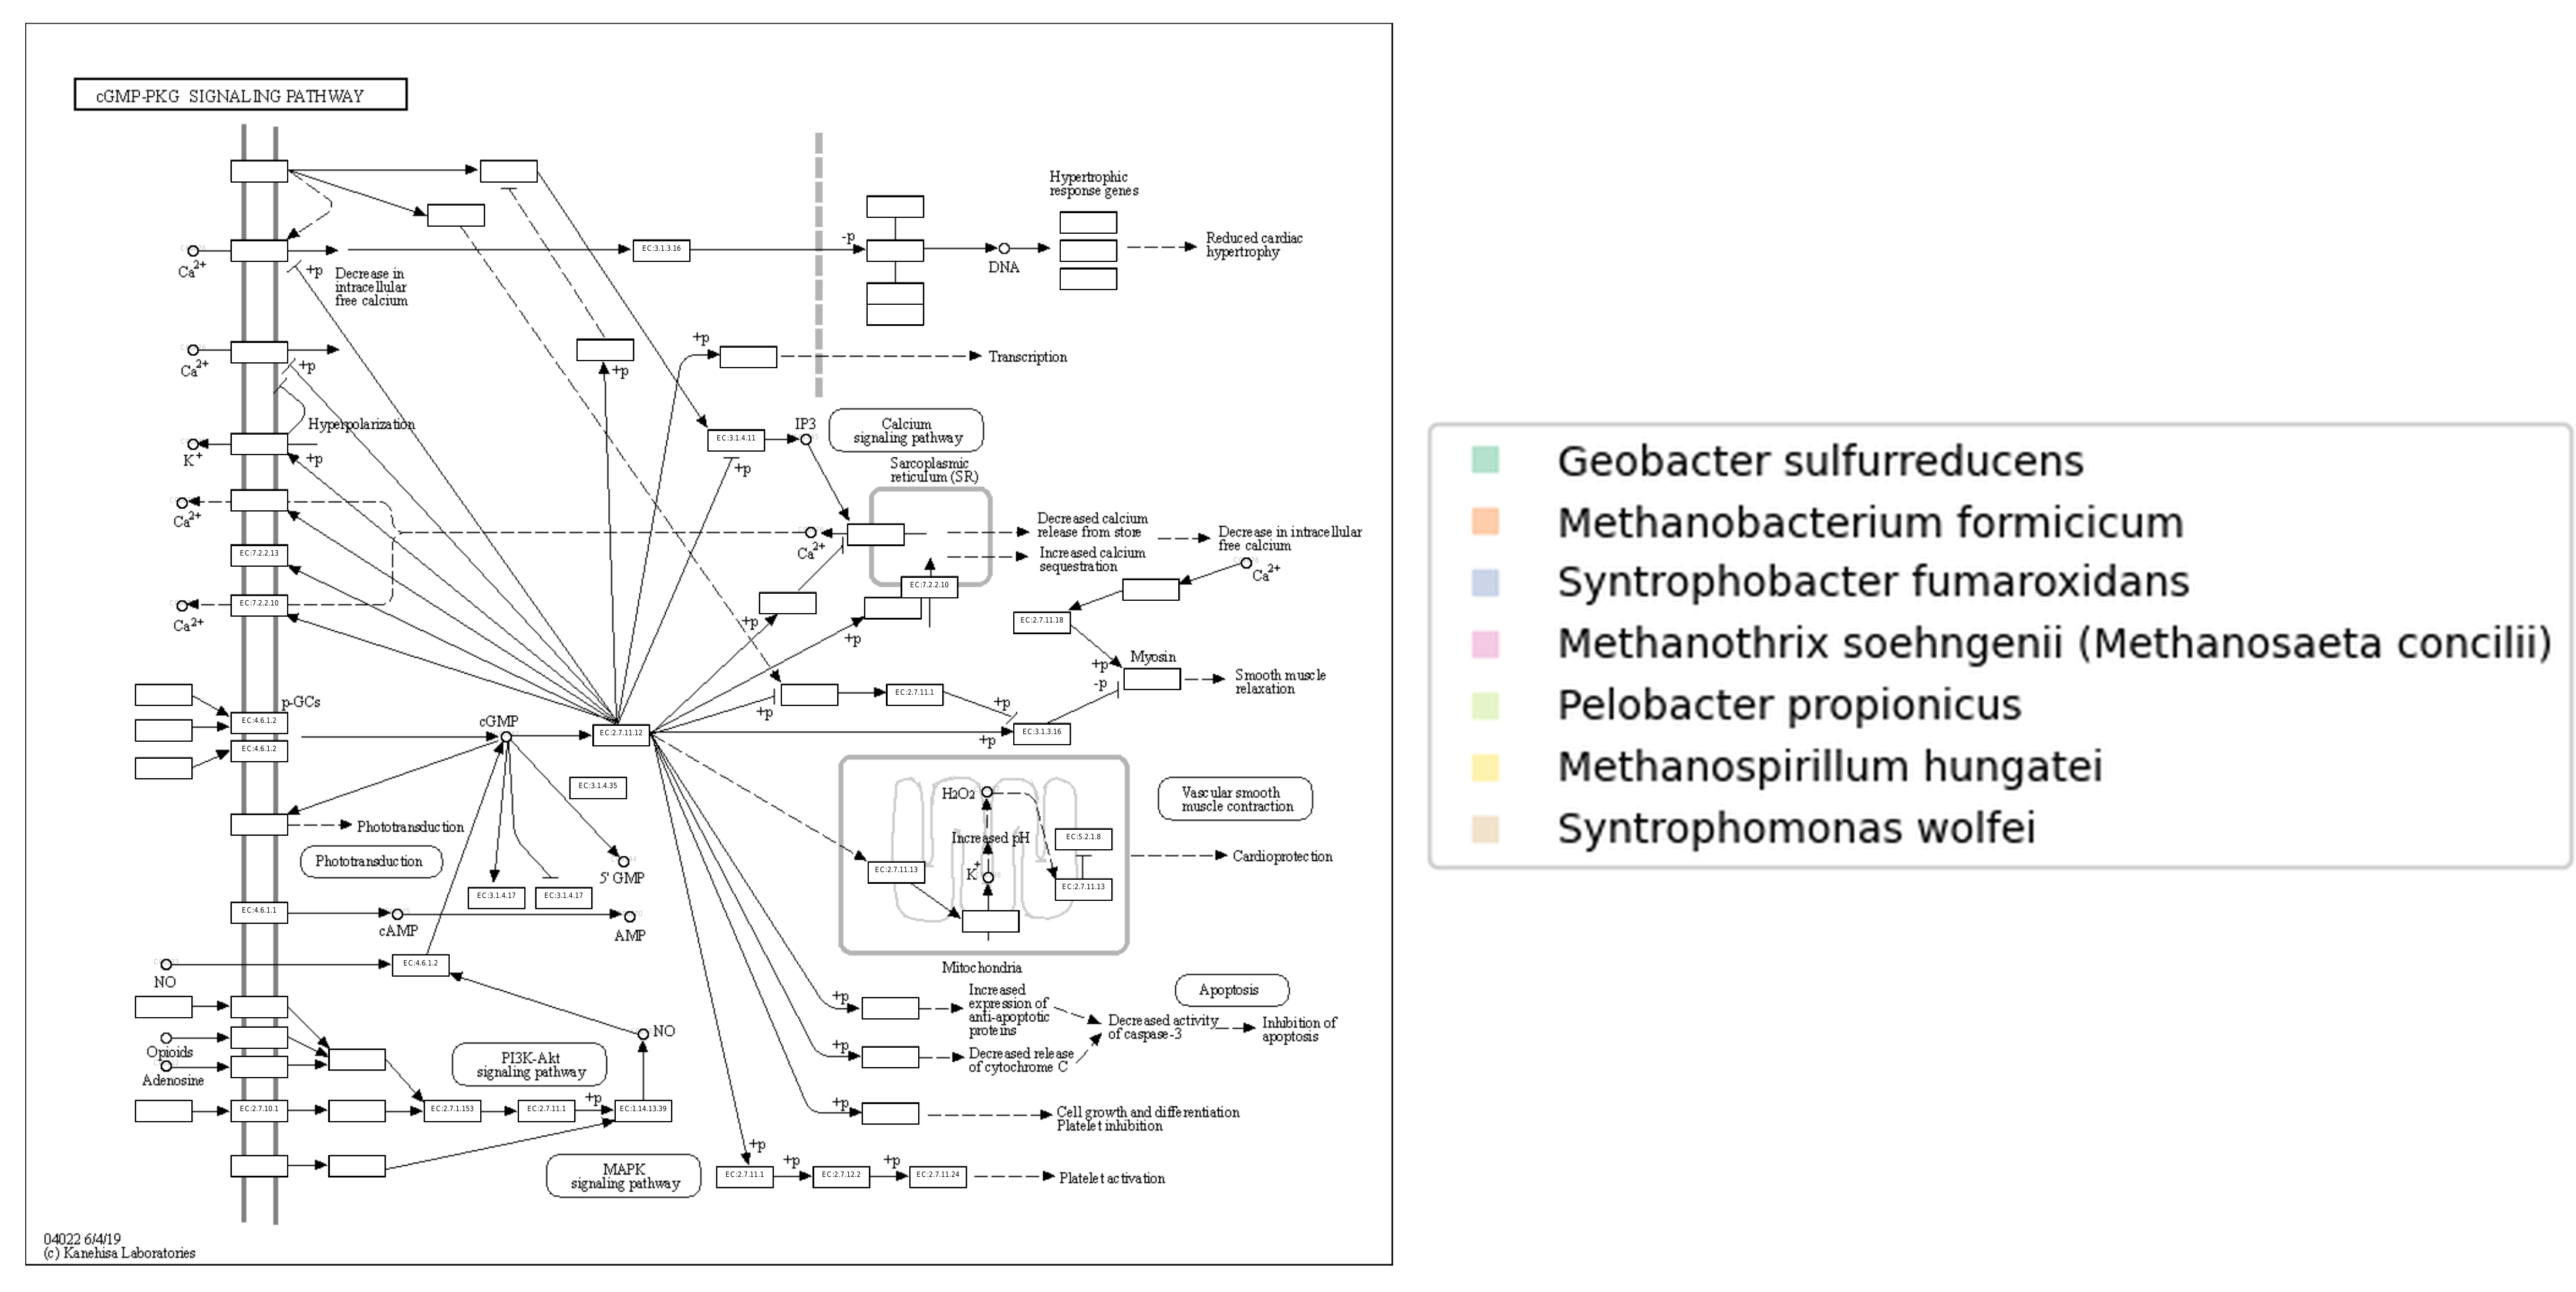 cGMP-PKG SIGNALING PATHWAY
Hypertrophic
response genes
EC:3.1.3.16
-p
DNA
Reduced cardiac
hypertrophy
Ca2+
+p
Decrease in
intracellular
free calcium
+p
Transcription
Ca2+
+p
+p
Hyperpolarization
K+
+p
EC:3.1.4.11
+p
IP3
Calcium
signaling pathway
Sarcoplasmic
reticulum (SR)
Ca2+
Ca2+
Decreased calcium
release from store
Increased calcium
sequestration
Decrease in intracellular
free calcium
Ca2+
EC:7.2.2.13
EC:7.2.2.10
EC:7.2.2.10
Ca2+
+p
+p
EC:2.7.11.18
Myosin
+p
-p
Smooth muscle
relaxation
p-GCs
EC:4.6.1.2
EC:4.6.1.2
cGMP
EC:2.7.11.12
+p
EC:2.7.11.1
+p
+p
EC:3.1.3.16
EC:3.1.4.35
H2O2
Increased pH
K+
EC:5.2.1.8
EC:2.7.11.13
EC:2.7.11.13
Vascular smooth
muscle contraction
Cardioprotection
Phototransduction
Phototransduction
5' GMP
EC:3.1.4.17
EC:3.1.4.17
EC:4.6.1.1
cAMP
AMP
EC:4.6.1.2
NO
Mitochondria
Apoptosis
+p
Increased
expression of
anti-apoptotic
proteins
Decreased activity
of caspase-3
Inhibition of
apoptosis
NO
+p
Decreased release
of cytochrome C
Opioids
Adenosine
PI3K-Akt
signaling pathway
EC:2.7.10.1
EC:2.7.1.153
EC:2.7.11.1
+p
EC:1.14.13.39
+p
Cell growth and differentiation
Platelet inhibition
MAPK
signaling pathway
+p
EC:2.7.11.1
+p
EC:2.7.12.2
+p
EC:2.7.11.24
Platelet activation
04022 6/4/19
(c) Kanehisa Laboratories
Geobacter sulfurreducens
Methanobacterium formicicum
Syntrophobacter fumaroxidans
Methanothrix soehngenii (Methanosaeta concilii)
Pelobacter propionicus
Methanospirillum hungatei
Syntrophomonas wolfei